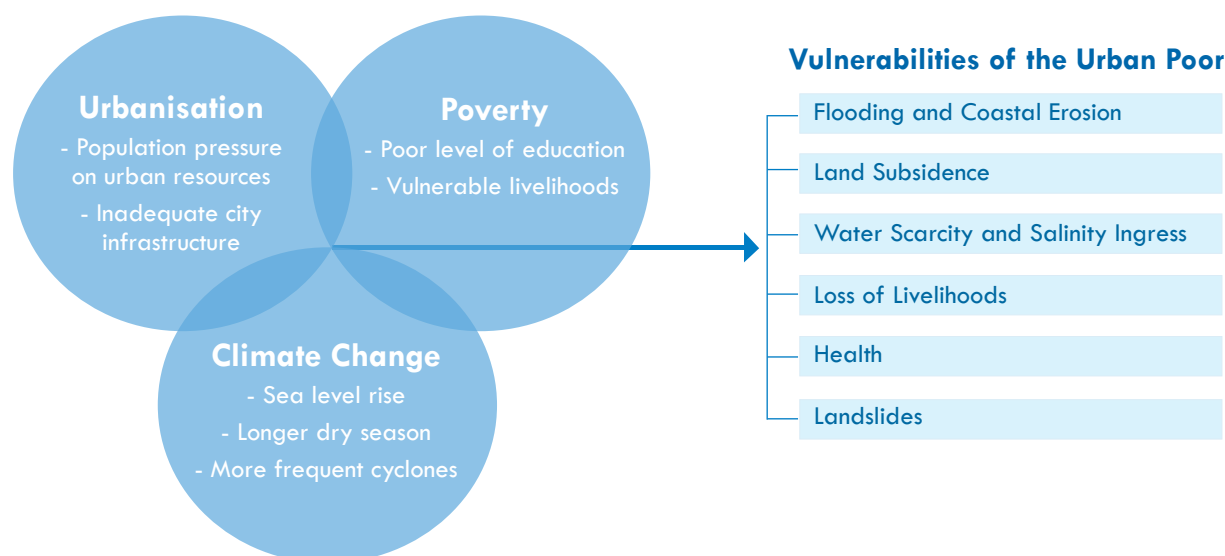 Urbanisation
- Population pressure
on urban resources
- Inadequate city
infrastructure
Poverty
- Poor level of education
- Vulnerable livelihoods
Climate Change
- Sea level rise
- Longer dry season
- More frequent cyclones
Vulnerabilities of the Urban Poor
Flooding and Coastal Erosion
Land Subsidence
Water Scarcity and Salinity Ingress
Loss of Livelihoods
Health
Landslides